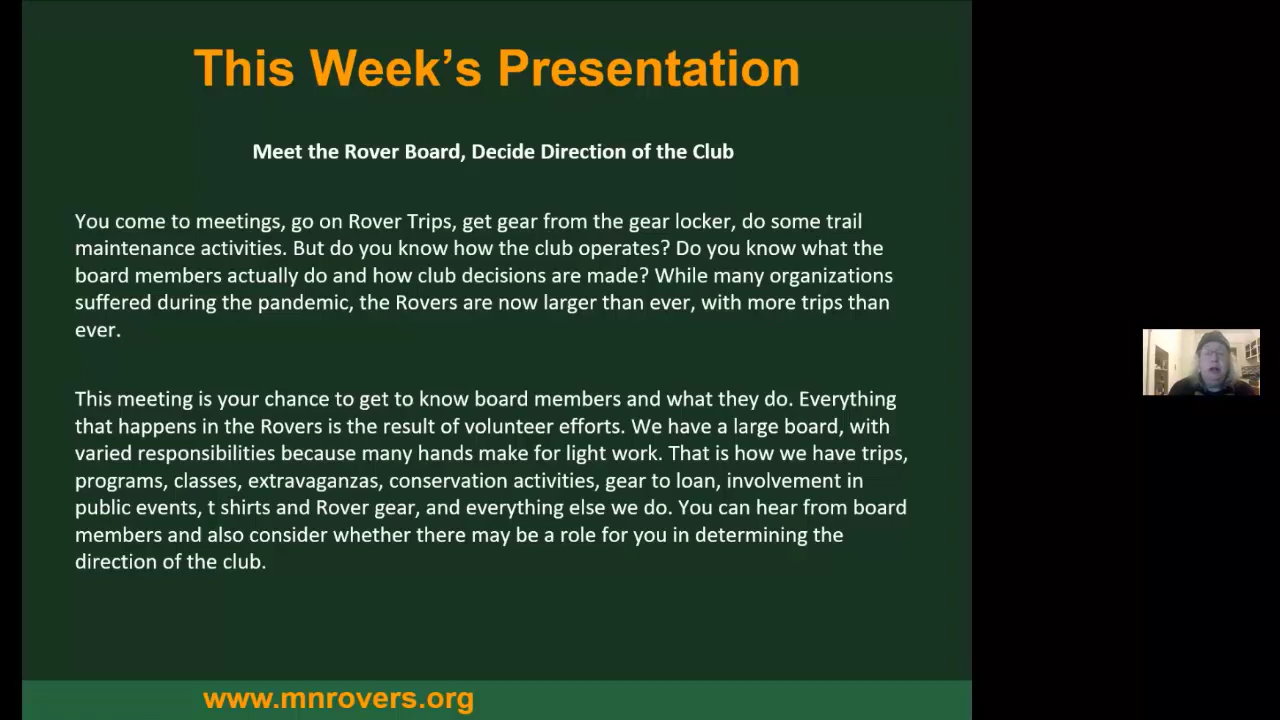 This Week’s Presentation
Meet the Rover Board, Decide Direction of the Club
You come to meetings, go on Rover Trips, get gear from the gear locker, do some trail
maintenance activities. But do you know how the club operates? Do you know what the
board members actually do and how club decisions are made? While many organizations
suffered during the pandemic, the Rovers are now larger than ever, with more trips than
ever.
This meeting is your chance to get to know board members and what they do. Everything
that happens in the Rovers is the result of volunteer efforts. We have a large board, with
varied responsibilities because many hands make for light work. That is how we have trips,
programs, classes, extravaganzas, conservation activities, gear to loan, involvement in
public events, t shirts and Rover gear, and everything else we do. You can hear from board
members and also consider whether there may be a role for you in determining the
direction of the club.
www.mnrovers.org